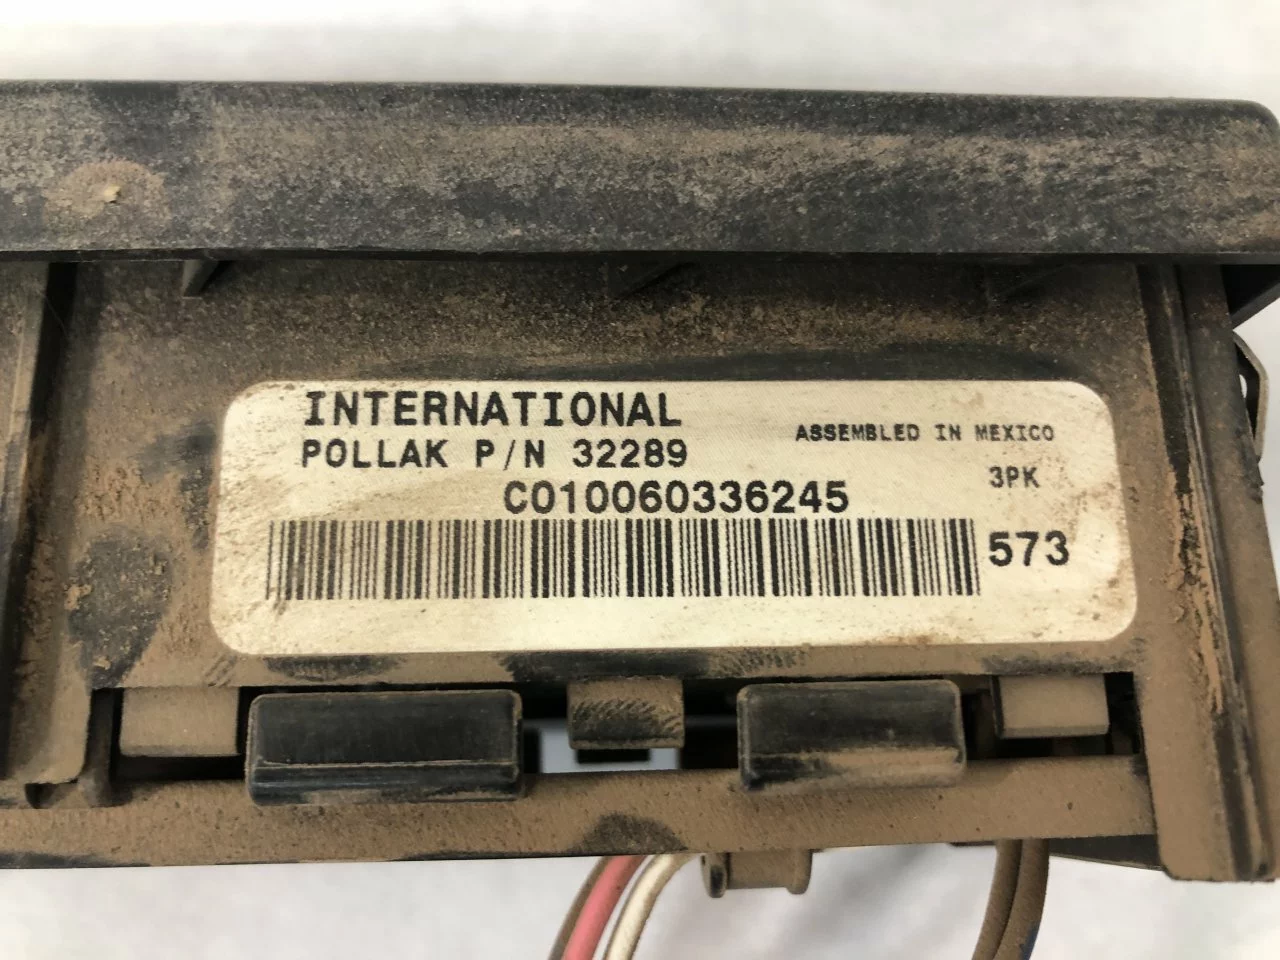 INTERNATIONAL
POLLAK P/N 32289
ASSEMBLED IN MEXICO
3PK
C010060336245
573